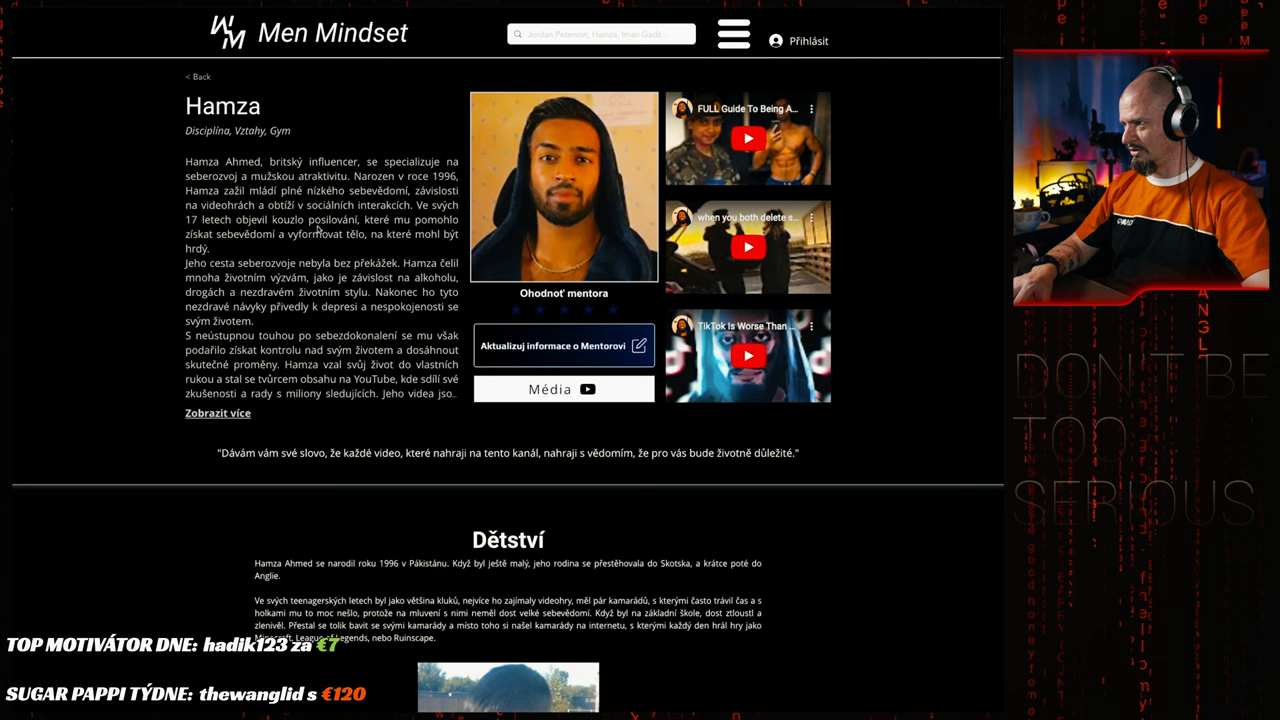 WM Men Mindset
Jordan Peterson, Hamza, Iman Gadz...
Přihlásit
< Back
Hamza
Disciplína, Vztahy, Gym
Hamza Ahmed, britský influencer, se specializuje na
seberozvoj a mužskou atraktivitu. Narozen v roce 1996,
Hamza zažil mládí plné nízkého sebevědomí, závislosti
na videohrách a obtíží v sociálních interakcích. Ve svých
17 letech objevil kouzlo posilování, které mu pomohlo
získat sebevědomí a vyformovat tělo, na které mohl být
hrdý.
Jeho cesta seberozvoje nebyla bez překážek. Hamza čelil
mnoha životním výzvám, jako je závislost na alkoholu,
drogách a nezdravém životním stylu. Nakonec ho tyto
nezdravé návyky přivedly k depresi a nespokojenosti se
svým životem.
S neústupnou touhou po sebezdokonalení se mu však
podařilo získat kontrolu nad svým životem a dosáhnout
skutečné proměny. Hamza vzal svůj život do vlastních
rukou a stal se tvůrcem obsahu na YouTube, kde sdílí své
zkušenosti a rady s miliony sledujících. Jeho videa jso...
Zobrazit více
Ohodnoť mentora
Aktualizuj informace o Mentorovi
Média
FULL Guide To Being A...
when you both delete s...
TikTok Is Worse Than ...
"Dávám vám své slovo, že každé video, které nahraji na tento kanál, nahraji s vědomím, že pro vás bude životně důležité."
Dětství
Hamza Ahmed se narodil roku 1996 v Pákistánu. Když byl ještě malý, jeho rodina se přestěhovala do Skotska, a krátce poté do
Anglie.
Ve svých teenagerských letech byl jako většina kluků, nejvíce ho zajímaly videohry, měl pár kamarádů, s kterými často trávil čas a s
holkami mu to moc nešlo, protože na mluvení s nimi neměl dost velké sebevědomí. Když byl na základní škole, dost ztloustl a
zlenivěl. Přestal se tolik bavit se svými kamarády a místo toho si našel kamarády na internetu, s kterými každý den hrál hry jako
Minecraft, League of Legends, nebo Ruinscape.
TOP MOTIVÁTOR DNE: hadik123 za €7
SUGAR PAPPI TÝDNE: thewanglid s €120
DON'T BE
TOO
SERIOUS